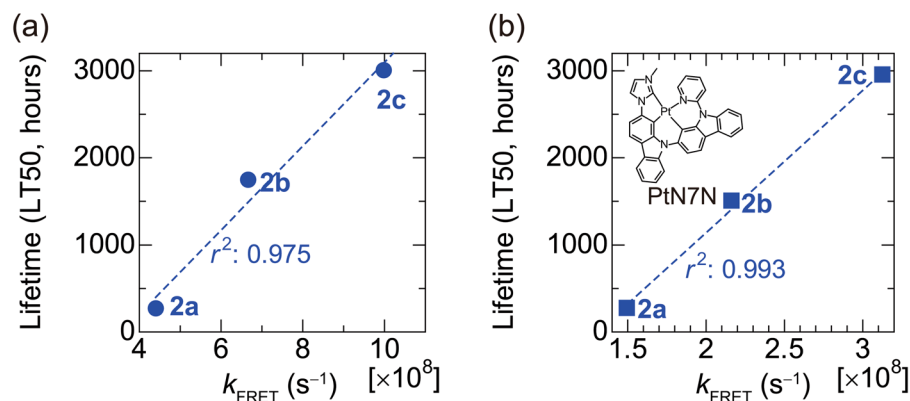 (a)
Lifetime (LT50, hours)
3000
2000
1000
0
2c
2b
2a
r²: 0.975
4
6
8
10
k_FRET (s⁻¹)
[×10⁸]
(b)
Lifetime (LT50, hours)
3000
2000
1000
0
2c
2b
2a
N
N
Pt
N
N
N
PtN7N
r²: 0.993
1.5
2
2.5
3
k_FRET (s⁻¹)
[×10⁸]